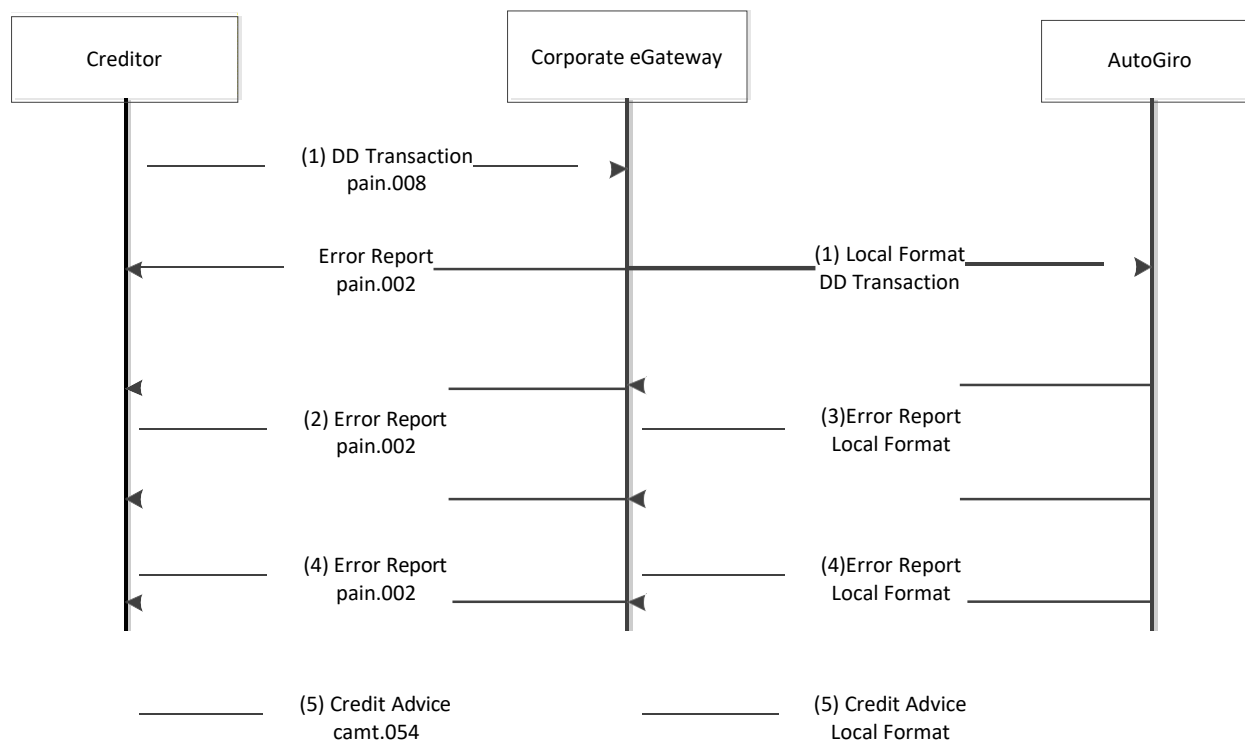 Creditor
Corporate eGateway
AutoGiro
(1) DD Transaction
pain.008
Error Report
pain.002
(1) Local Format
DD Transaction
(2) Error Report
pain.002
(3)Error Report
Local Format
(4) Error Report
pain.002
(4)Error Report
Local Format
(5) Credit Advice
camt.054
(5) Credit Advice
Local Format